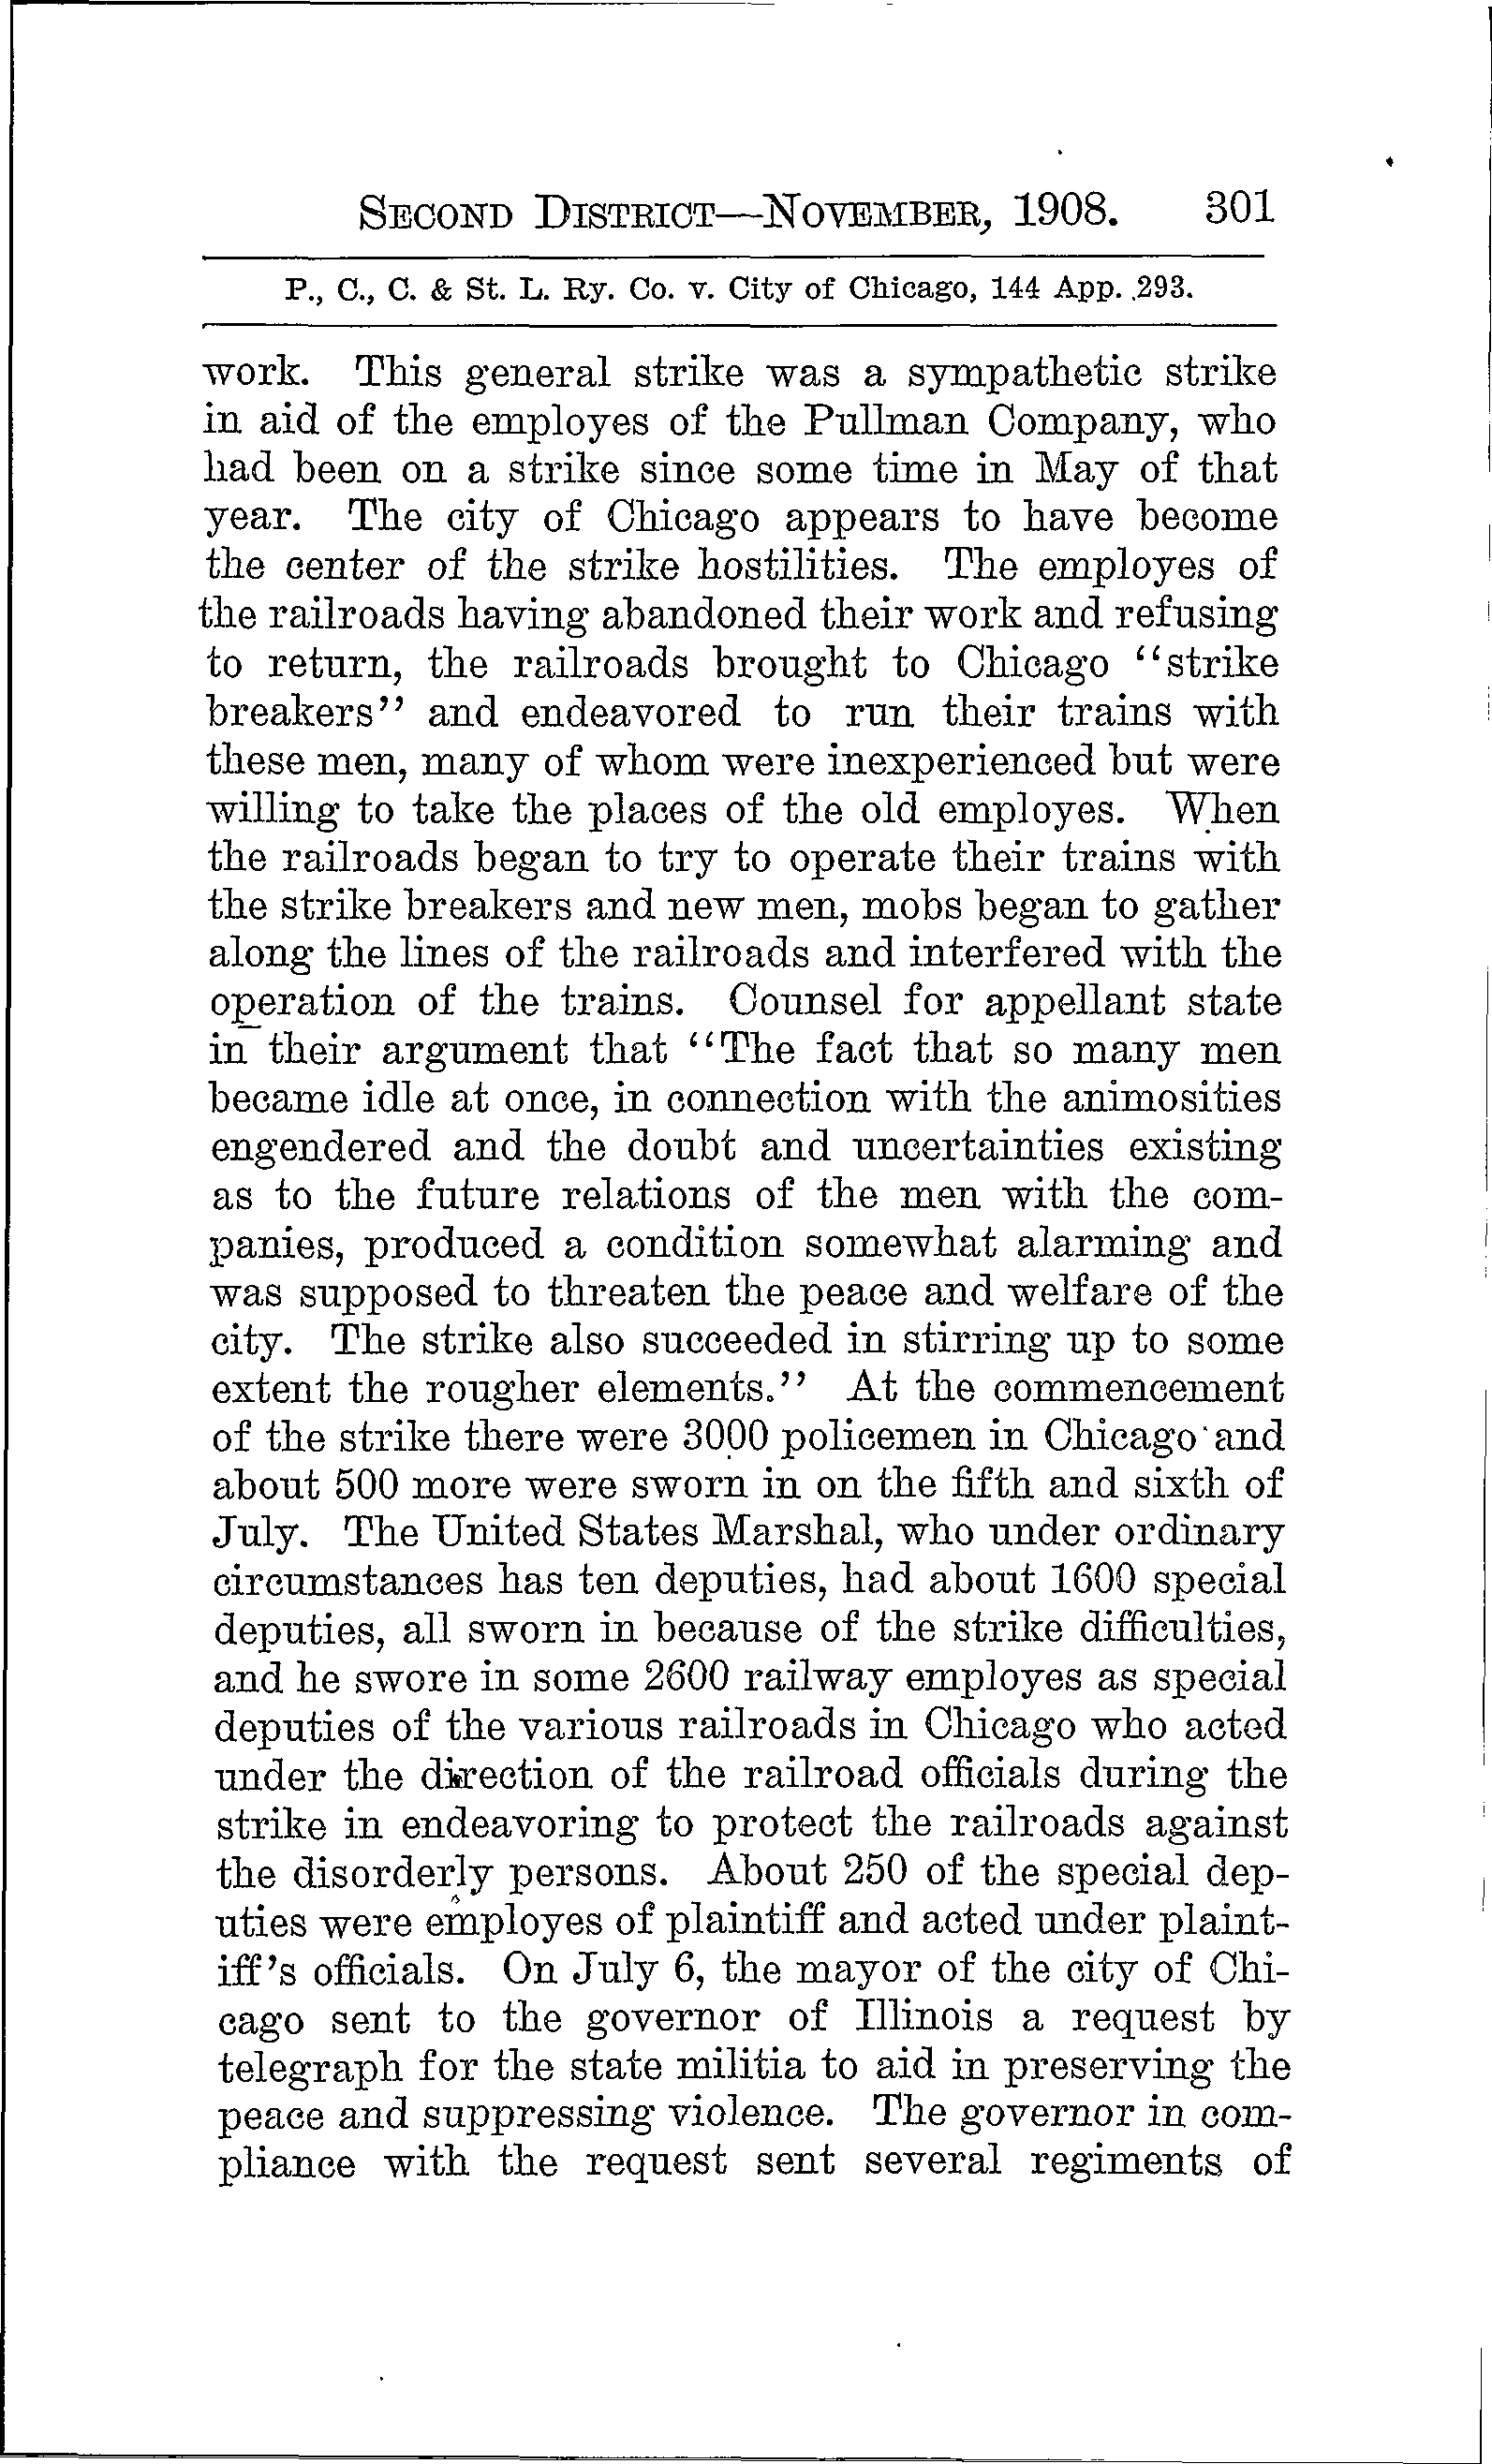 SECOND DISTRICT—NOVEMBER, 1908. 301
P., C., C. & St. L. Ry. Co. v. City of Chicago, 144 App. 293.
work. This general strike was a sympathetic strike
in aid of the employes of the Pullman Company, who
had been on a strike since some time in May of that
year. The city of Chicago appears to have become
the center of the strike hostilities. The employes of
the railroads having abandoned their work and refusing
to return, the railroads brought to Chicago "strike
breakers" and endeavored to run their trains with
these men, many of whom were inexperienced but were
willing to take the places of the old employes. When
the railroads began to try to operate their trains with
the strike breakers and new men, mobs began to gather
along the lines of the railroads and interfered with the
operation of the trains. Counsel for appellant state
in their argument that "The fact that so many men
became idle at once, in connection with the animosities
engendered and the doubt and uncertainties existing
as to the future relations of the men with the com-
panies, produced a condition somewhat alarming and
was supposed to threaten the peace and welfare of the
city. The strike also succeeded in stirring up to some
extent the rougher elements." At the commencement
of the strike there were 3000 policemen in Chicago and
about 500 more were sworn in on the fifth and sixth of
July. The United States Marshal, who under ordinary
circumstances has ten deputies, had about 1600 special
deputies, all sworn in because of the strike difficulties,
and he swore in some 2600 railway employes as special
deputies of the various railroads in Chicago who acted
under the direction of the railroad officials during the
strike in endeavoring to protect the railroads against
the disorderly persons. About 250 of the special dep-
uties were employes of plaintiff and acted under plaint-
iff's officials. On July 6, the mayor of the city of Chi-
cago sent to the governor of Illinois a request by
telegraph for the state militia to aid in preserving the
peace and suppressing violence. The governor in com-
pliance with the request sent several regiments of